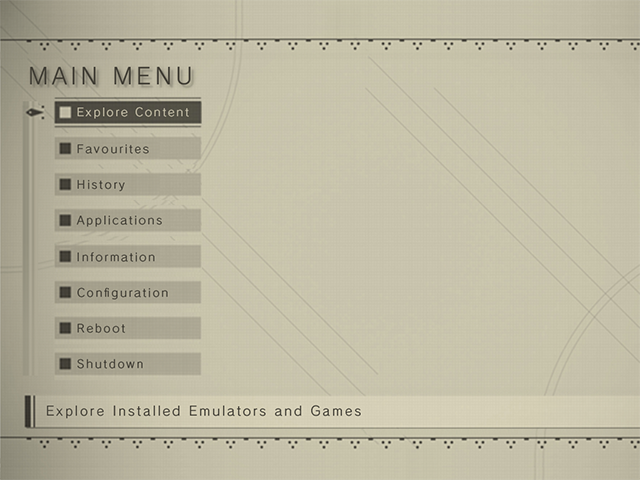 MAIN MENU
Explore Content
Favourites
History
Applications
Information
Configuration
Reboot
Shutdown
Explore Installed Emulators and Games